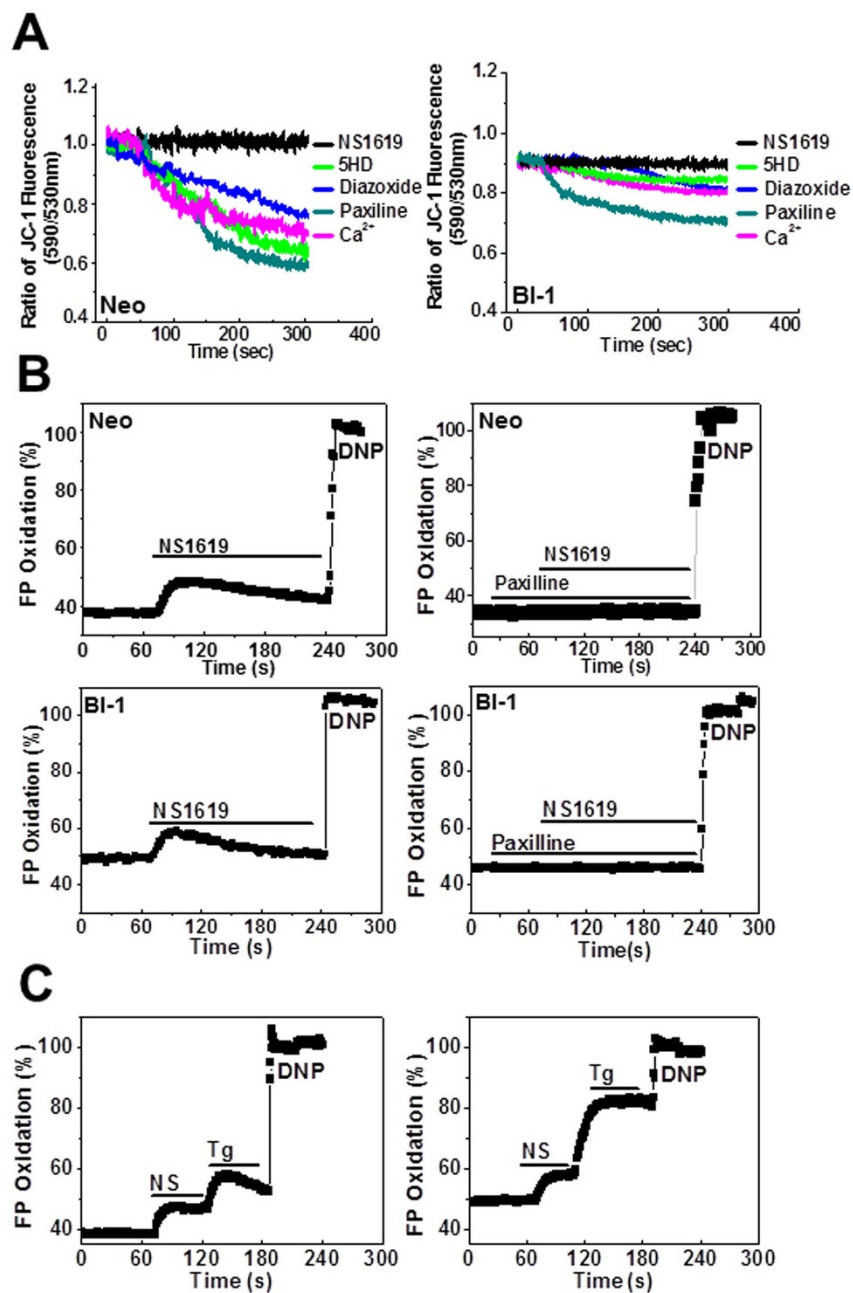 A
Ratio of JC-1 Fluorescence
(590/530nm)
1.2
1.0
0.8
0.6
0.4
NS1619
5HD
Diazoxide
Paxiline
Ca2+
Neo
0 100 200 300 400
Time (sec)
Ratio of JC-1 Fluorescence
(590/530nm)
1.2
1.0
0.8
0.6
0.4
NS1619
5HD
Diazoxide
Paxiline
Ca2+
BI-1
0 100 200 300 400
Time (sec)
B
FP Oxidation (%)
100
80
60
40
Neo
DNP
NS1619
0 60 120 180 240 300
Time (s)
FP Oxidation (%)
100
80
60
40
Neo
DNP
NS1619
Paxilline
0 60 120 180 240 300
Time (s)
FP Oxidation (%)
100
80
60
40
BI-1
DNP
NS1619
0 60 120 180 240 300
Time (s)
FP Oxidation (%)
100
80
60
40
BI-1
DNP
NS1619
Paxilline
0 60 120 180 240 300
Time(s)
C
FP Oxidation (%)
100
80
60
40
DNP
Tg
NS
0 60 120 180 240 300
Time (s)
FP Oxidation (%)
100
80
60
40
DNP
Tg
NS
0 60 120 180 240 300
Time (s)